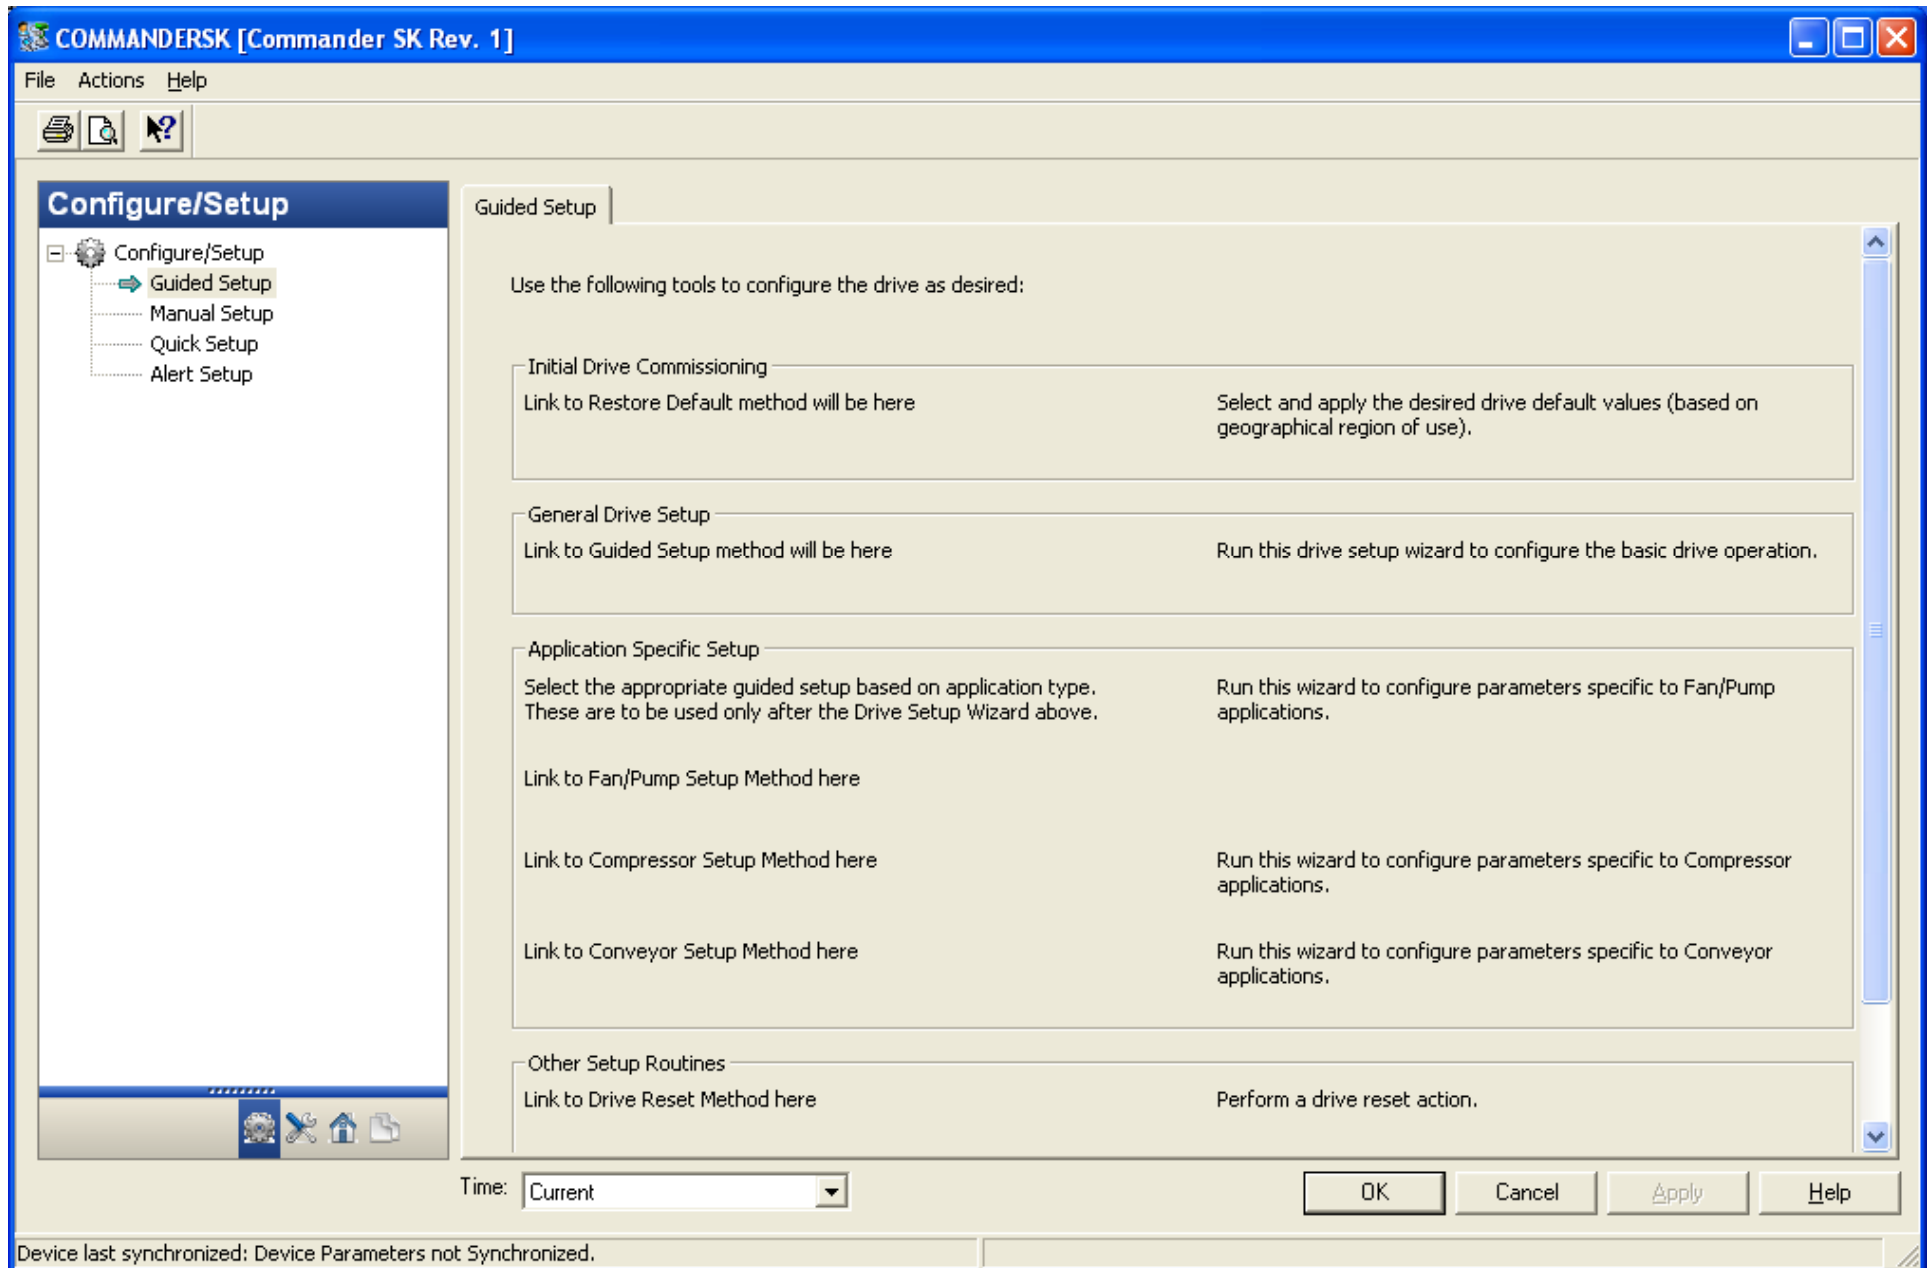 COMMANDERSK [Commander SK Rev. 1]
File Actions Help
Configure/Setup
Configure/Setup
Guided Setup
Manual Setup
Quick Setup
Alert Setup
Guided Setup
Use the following tools to configure the drive as desired:
Initial Drive Commissioning
Link to Restore Default method will be here
Select and apply the desired drive default values (based on
geographical region of use).
General Drive Setup
Link to Guided Setup method will be here
Run this drive setup wizard to configure the basic drive operation.
Application Specific Setup
Select the appropriate guided setup based on application type.
These are to be used only after the Drive Setup Wizard above.
Run this wizard to configure parameters specific to Fan/Pump
applications.
Link to Fan/Pump Setup Method here
Link to Compressor Setup Method here
Run this wizard to configure parameters specific to Compressor
applications.
Link to Conveyor Setup Method here
Run this wizard to configure parameters specific to Conveyor
applications.
Other Setup Routines
Link to Drive Reset Method here
Perform a drive reset action.
Time: Current
OK Cancel Apply Help
Device last synchronized: Device Parameters not Synchronized.